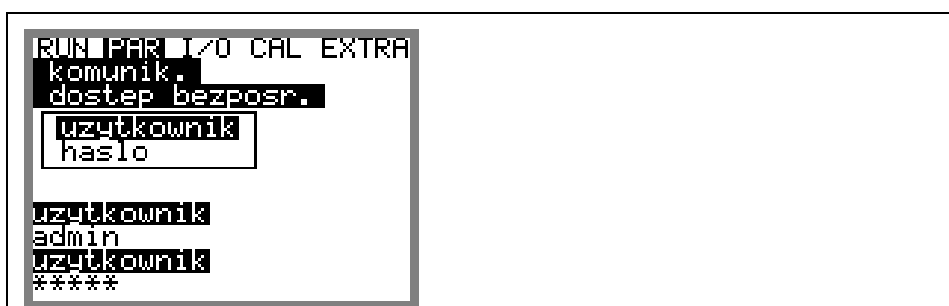 RUN PAR I/O CAL EXTRA
komunik.
dostep bezposr.
uzytkownik
haslo
uzytkownik
admin
uzytkownik
*****